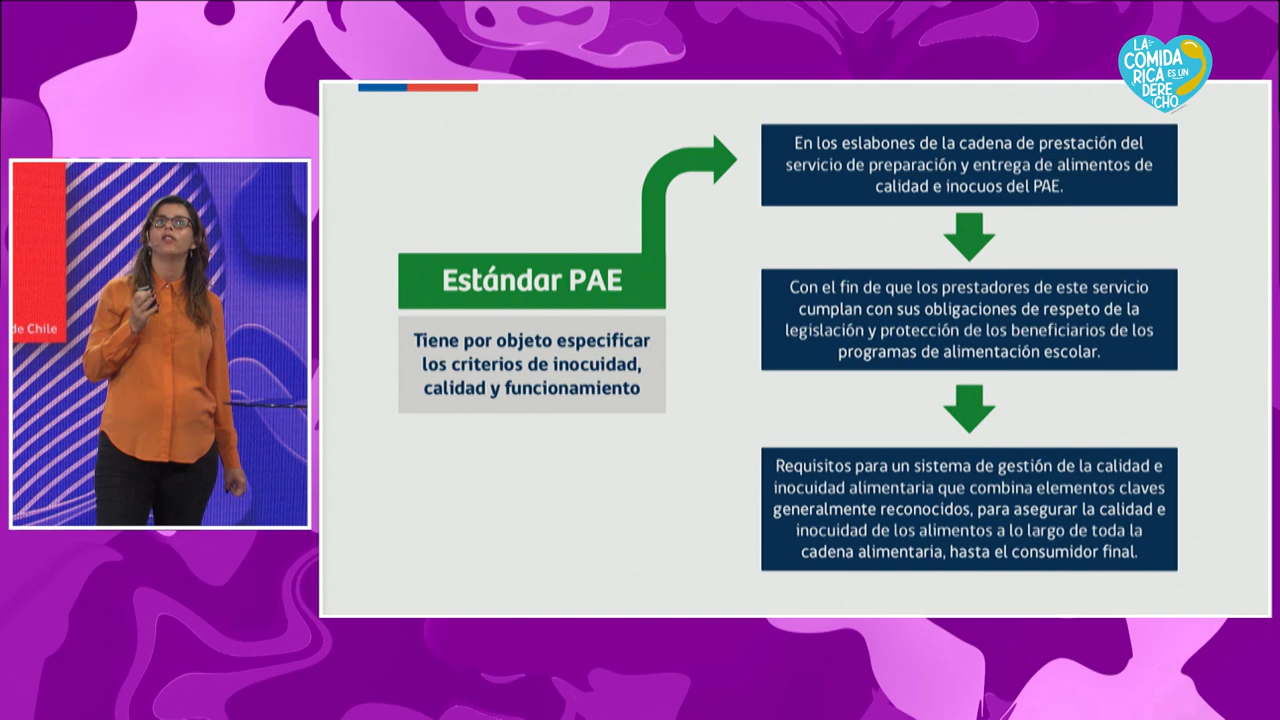 LA
COMIDA
RICA
ES UN
DERE
CHO
de Chile
Estándar PAE
Tiene por objeto especificar
los criterios de inocuidad,
calidad y funcionamiento
En los eslabones de la cadena de prestación del
servicio de preparación y entrega de alimentos de
calidad e inocuos del PAE.
Con el fin de que los prestadores de este servicio
cumplan con sus obligaciones de respeto de la
legislación y protección de los beneficiarios de los
programas de alimentación escolar.
Requisitos para un sistema de gestión de la calidad e
inocuidad alimentaria que combina elementos claves
generalmente reconocidos, para asegurar la calidad e
inocuidad de los alimentos a lo largo de toda la
cadena alimentaria, hasta el consumidor final.